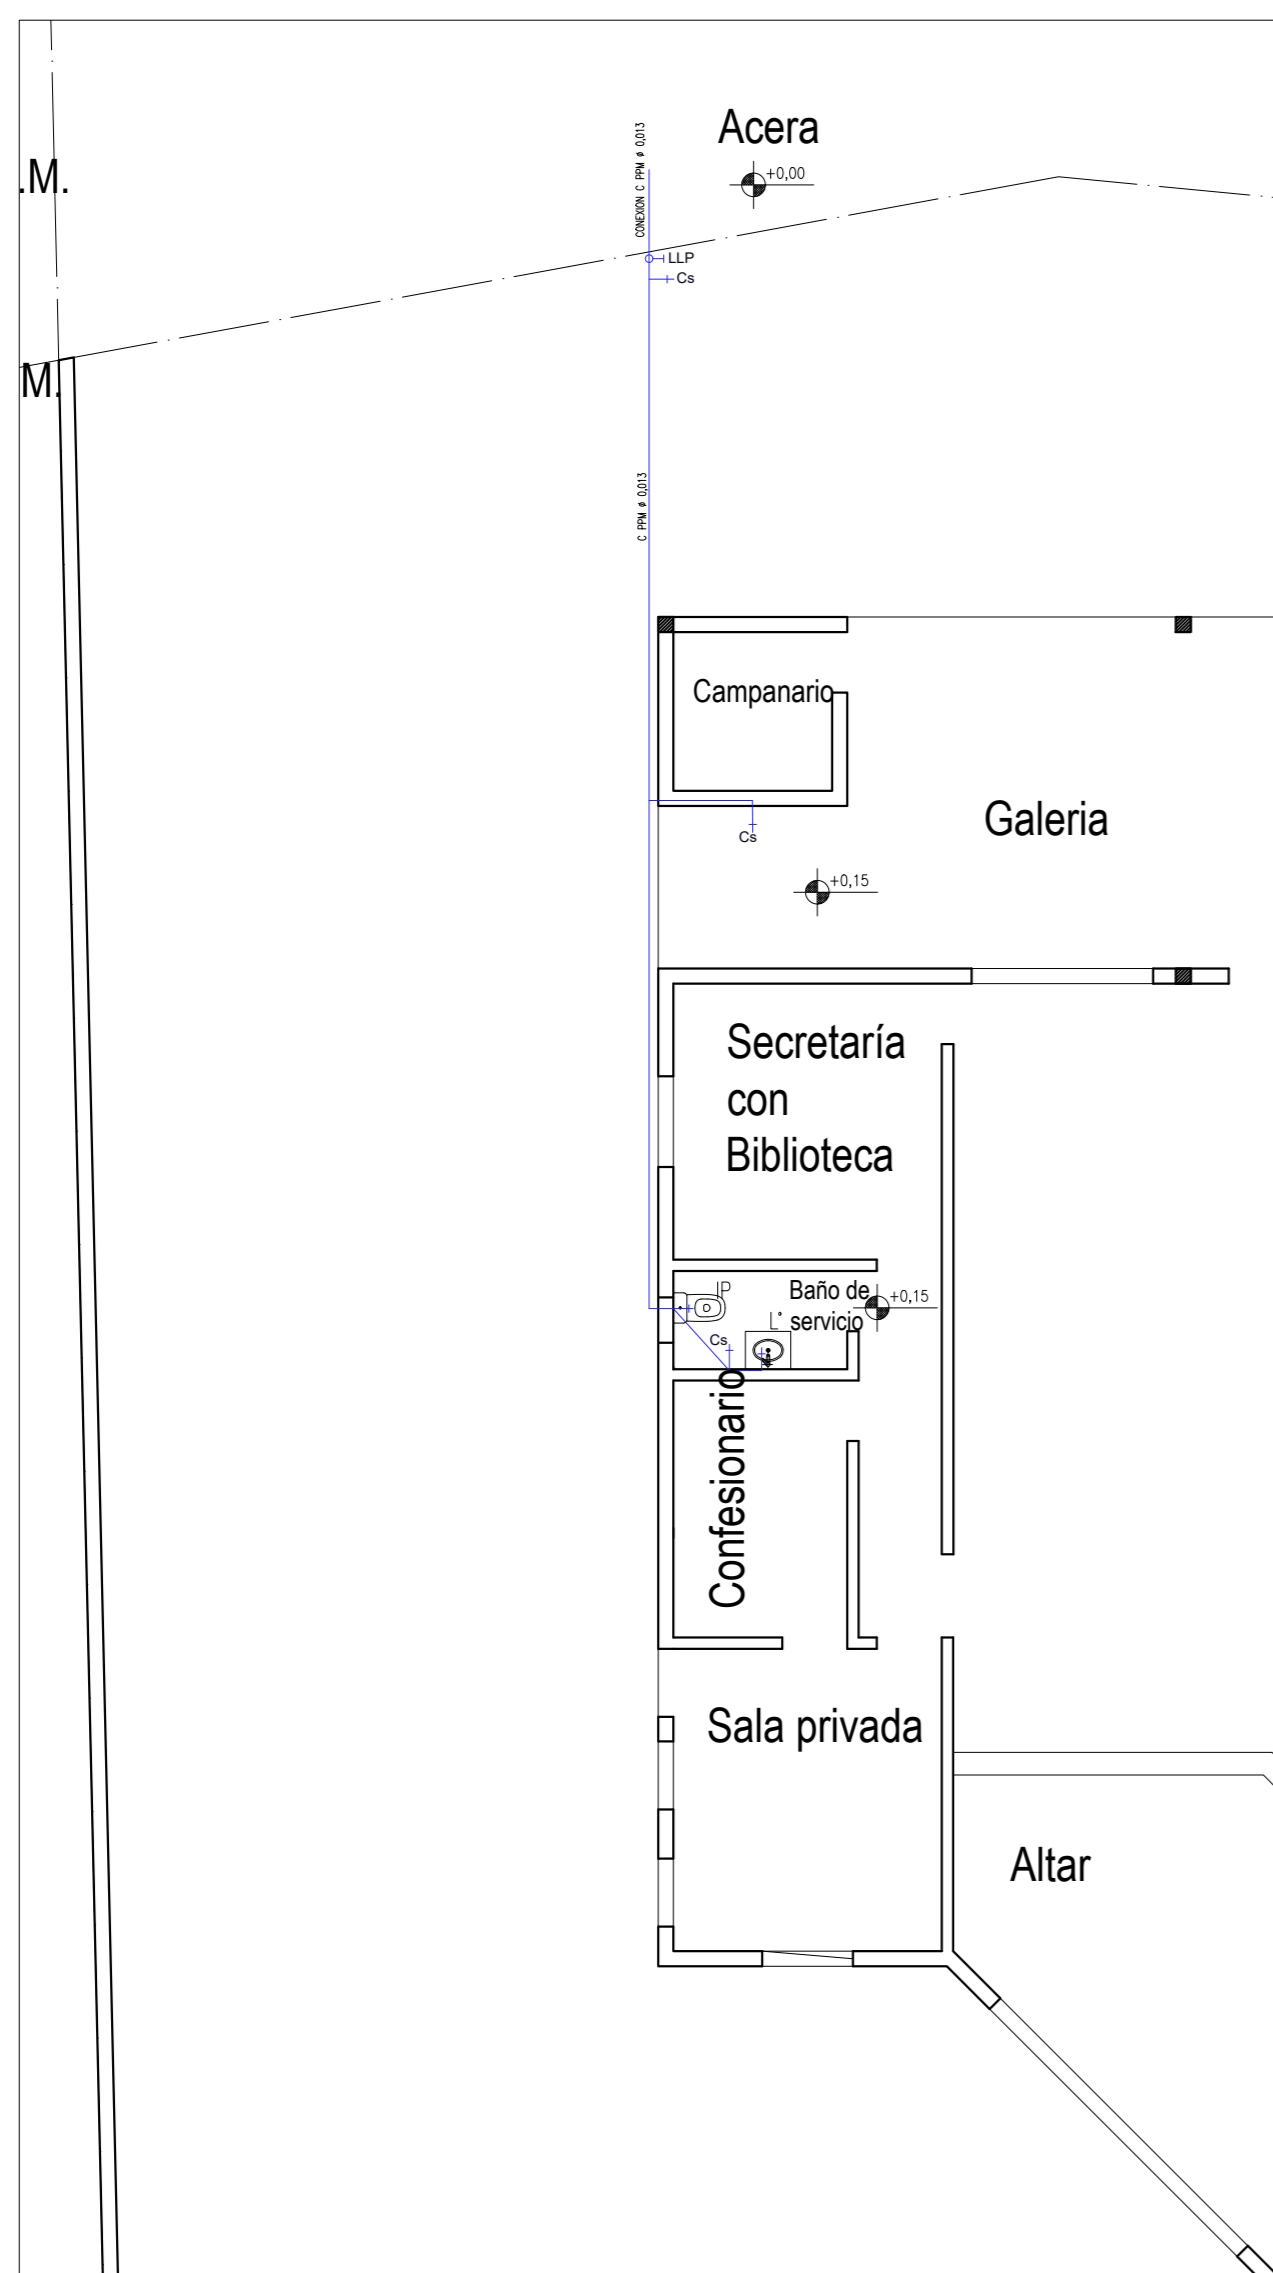 Acera
+0,00
.M.
CONEXION C PPM ø 0,013
LLP
Cs
M.
C PPM ø 0,013
Campanario
Galeria
Cs
+0,15
Secretaría
con
Biblioteca
IP
Baño de
servicio
+0,15
L°
Cs
Confesionario
Sala privada
Altar